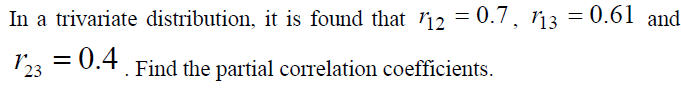 In a trivariate distribution, it is found that r₁₂ = 0.7, r₁₃ = 0.61 and
r₂₃ = 0.4. Find the partial correlation coefficients.